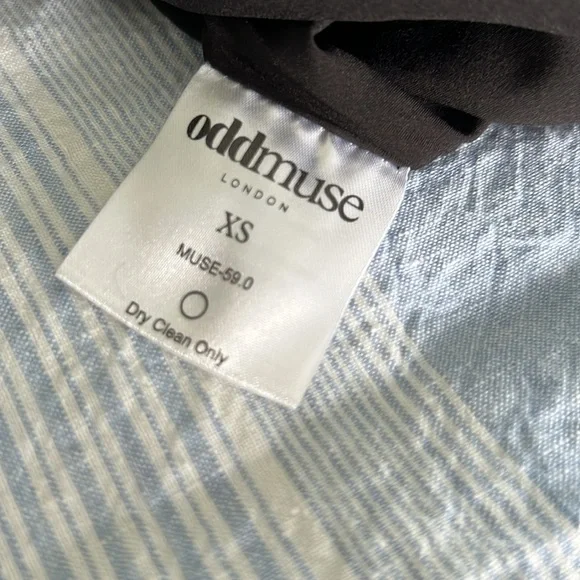 oddmuse
LONDON
XS
MUSE-59.0
Dry Clean Only